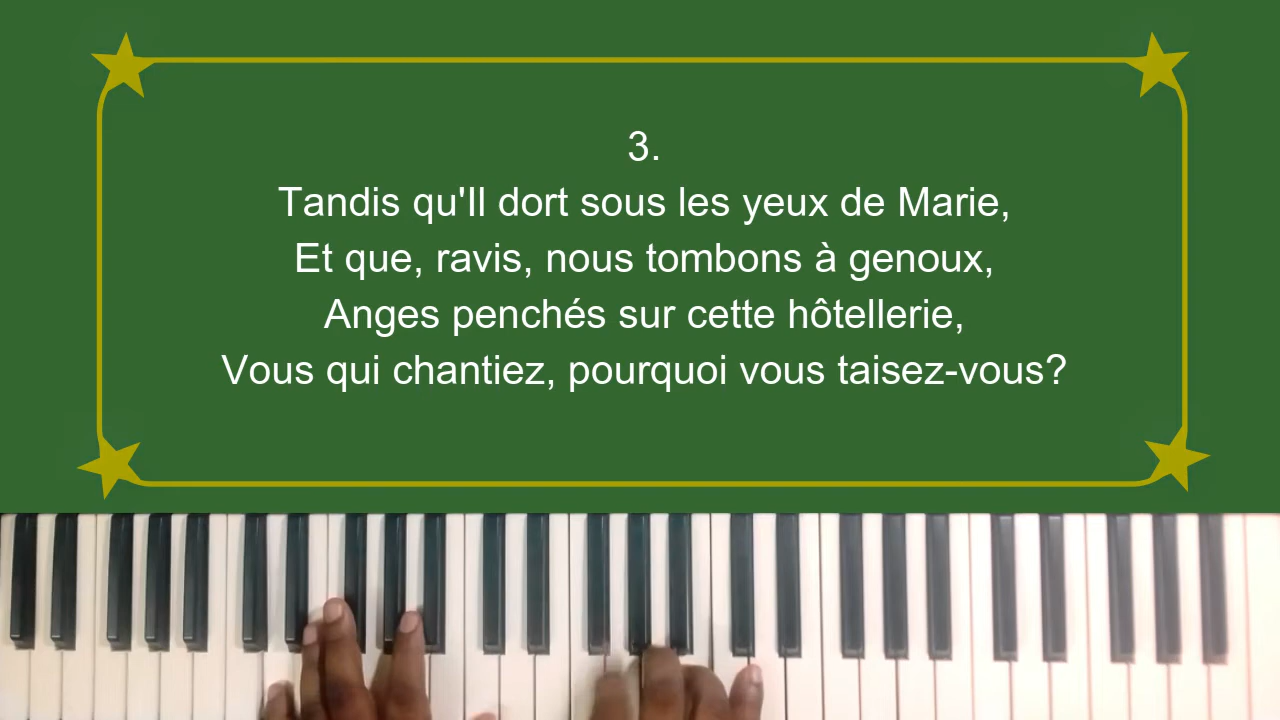 3.
Tandis qu'Il dort sous les yeux de Marie,
Et que, ravis, nous tombons à genoux,
Anges penchés sur cette hôtellerie,
Vous qui chantiez, pourquoi vous taisez-vous?